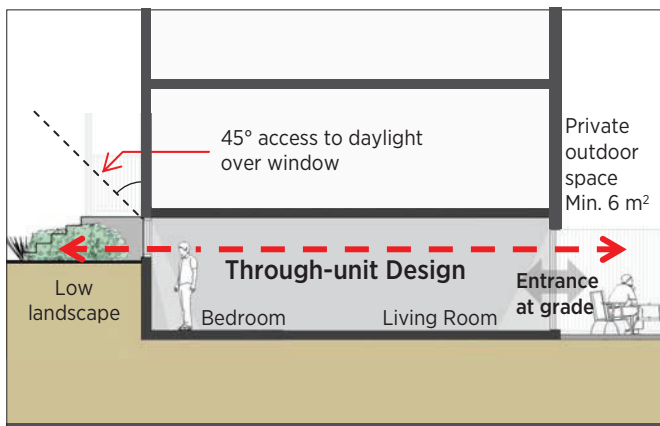 45° access to daylight
over window
Private
outdoor
space
Min. 6 m²
Through-unit Design
Entrance
at grade
Low
landscape
Bedroom
Living Room